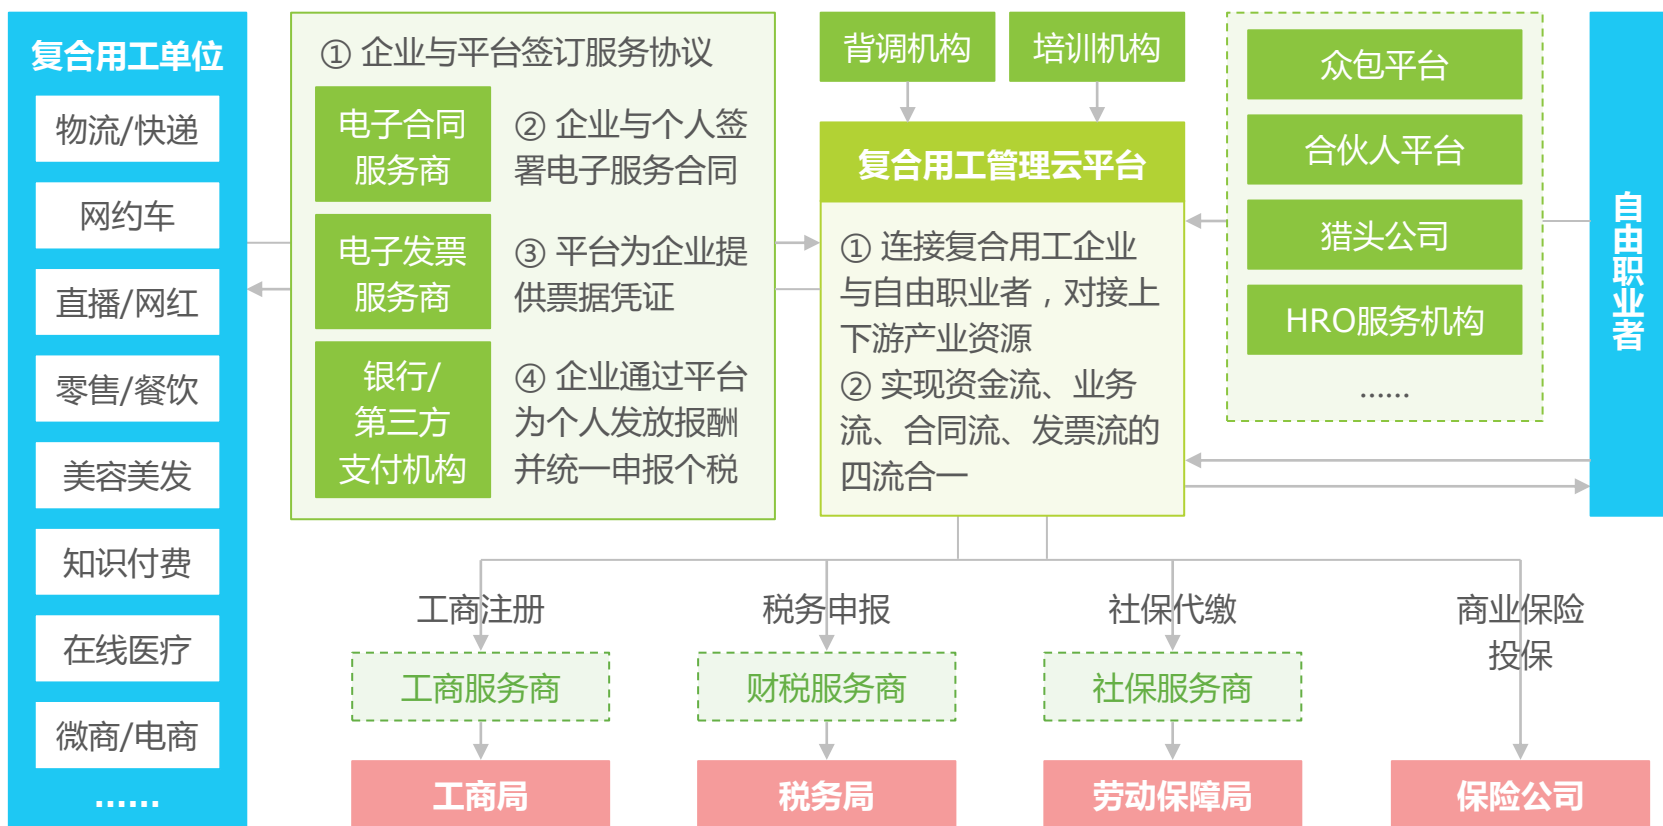 复合用工单位
物流/快递
网约车
直播/网红
零售/餐饮
美容美发
知识付费
在线医疗
微商/电商
......
① 企业与平台签订服务协议
电子合同
服务商
② 企业与个人签
署电子服务合同
电子发票
服务商
③ 平台为企业提
供票据凭证
银行/
第三方
支付机构
④ 企业通过平台
为个人发放报酬
并统一申报个税
背调机构
培训机构
复合用工管理云平台
① 连接复合用工企业
与自由职业者，对接上
下游产业资源
② 实现资金流、业务
流、合同流、发票流的
四流合一
众包平台
合伙人平台
猎头公司
HRO服务机构
......
自由职业者
工商注册
税务申报
社保代缴
商业保险
投保
工商服务商
财税服务商
社保服务商
工商局
税务局
劳动保障局
保险公司